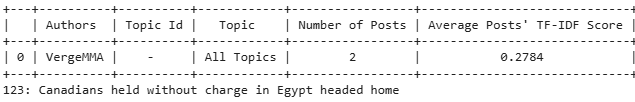 +---+----------+----------+------------+-----------------+-----------------------------+
|   | Authors  | Topic Id |   Topic    | Number of Posts | Average Posts' TF-IDF Score |
+---+----------+----------+------------+-----------------+-----------------------------+
| 0 | VergeMMA |    -     | All Topics |        2        |           0.2784            |
+---+----------+----------+------------+-----------------+-----------------------------+
123: Canadians held without charge in Egypt headed home